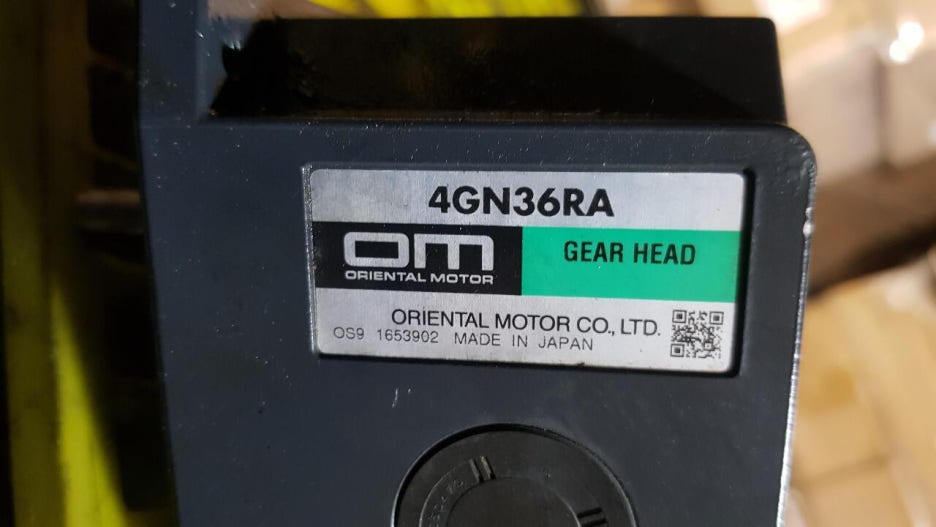 4GN36RA
OM
ORIENTAL MOTOR
GEAR HEAD
ORIENTAL MOTOR CO., LTD.
OS9 1653902 MADE IN JAPAN